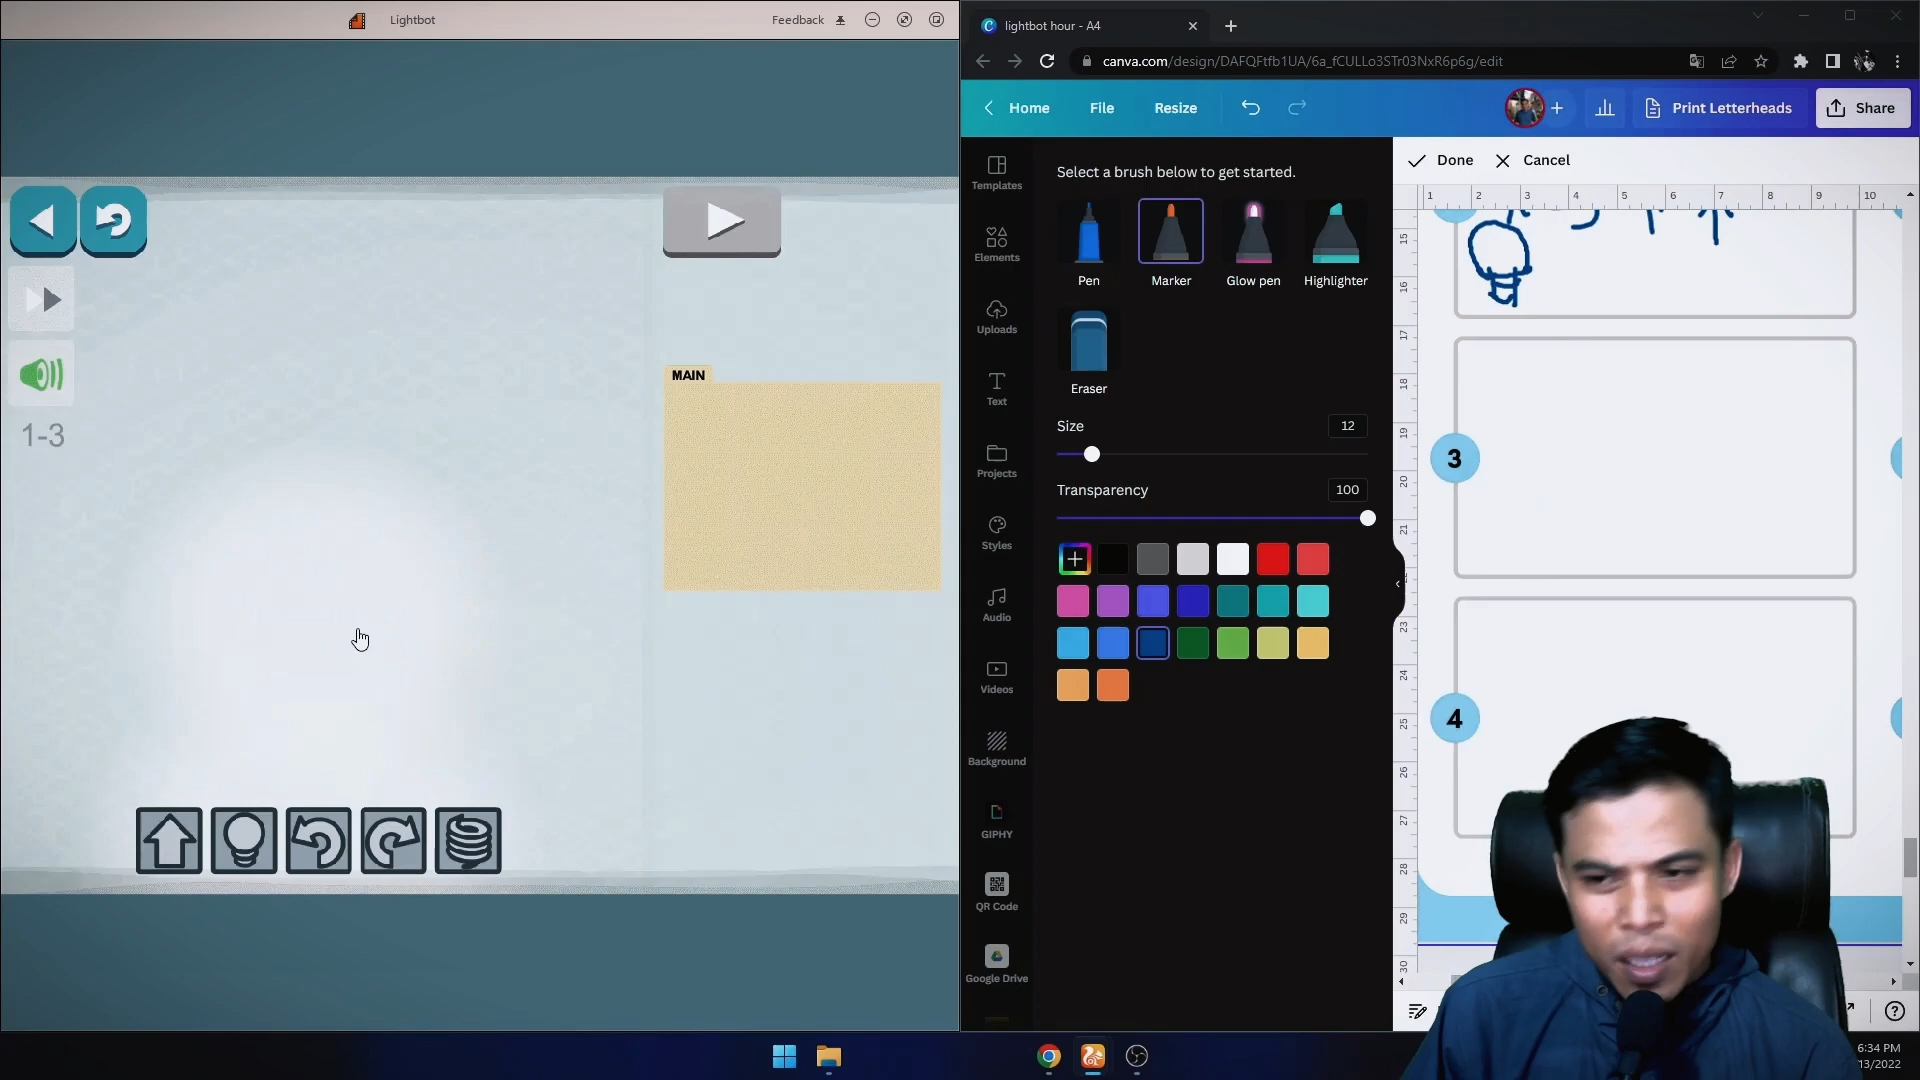 Lightbot
Feedback
lightbot hour - A4
canva.com/design/DAFQFtfb1UA/6a_fCULLo3STr03NxR6p6g/edit
Home
File
Resize
Print Letterheads
Share
Done
Cancel
Select a brush below to get started.
Templates
Pen
Marker
Glow pen
Highlighter
Elements
Uploads
Eraser
Text
Size
12
Projects
Transparency
100
Styles
Audio
Videos
Background
GIPHY
QR Code
Google Drive
MAIN
1-3
1 2 3 4 5 6 7 8 9 10
15
16
17
18
19
20
21
23
24
25
26
27
28
29
30
3
4
6:34 PM
13/2022